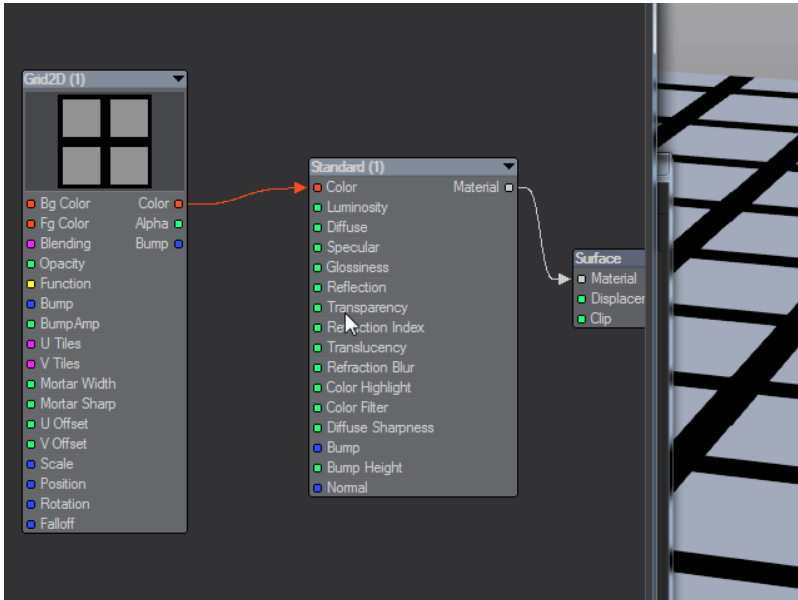 Grid2D (1)
Bg Color Color
Fg Color Alpha
Blending Bump
Opacity
Function
Bump
BumpAmp
U Tiles
V Tiles
Mortar Width
Mortar Sharp
U Offset
V Offset
Scale
Position
Rotation
Falloff
Standard (1)
Color Material
Luminosity
Diffuse
Specular
Glossiness
Reflection
Transparency
Refraction Index
Translucency
Refraction Blur
Color Highlight
Color Filter
Diffuse Sharpness
Bump
Bump Height
Normal
Surface
Material
Displacer
Clip